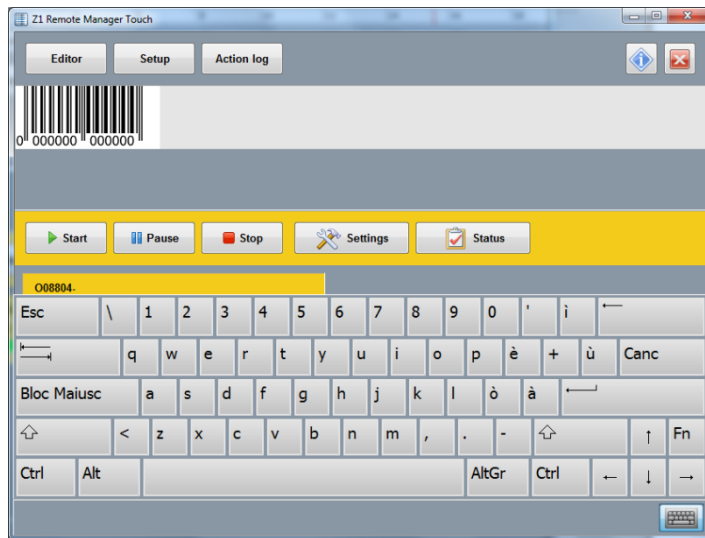 Z1 Remote Manager Touch
Editor Setup Action log
0 000000 000000
Start Pause Stop Settings Status
O08804-
Esc \ 1 2 3 4 5 6 7 8 9 0 ' ì
q w e r t y u i o p è + ù Canc
Bloc Maiusc a s d f g h j k l ò à
< z x c v b n m , . - ↑ Fn
Ctrl Alt AltGr Ctrl ← ↓ →